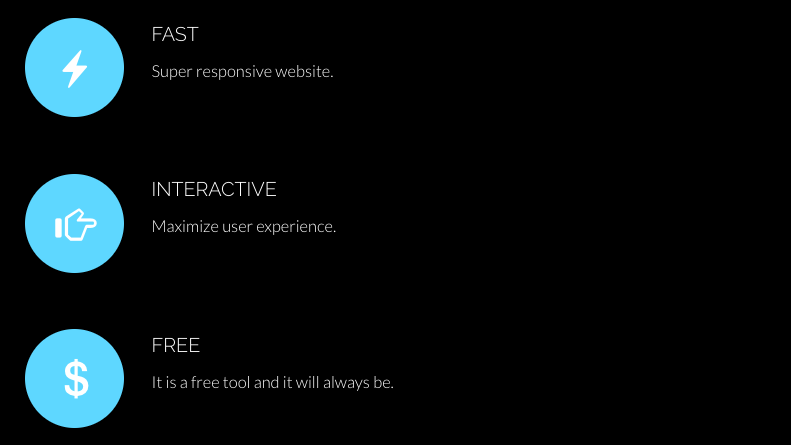 FAST
Super responsive website.
INTERACTIVE
Maximize user experience.
$
FREE
It is a free tool and it will always be.